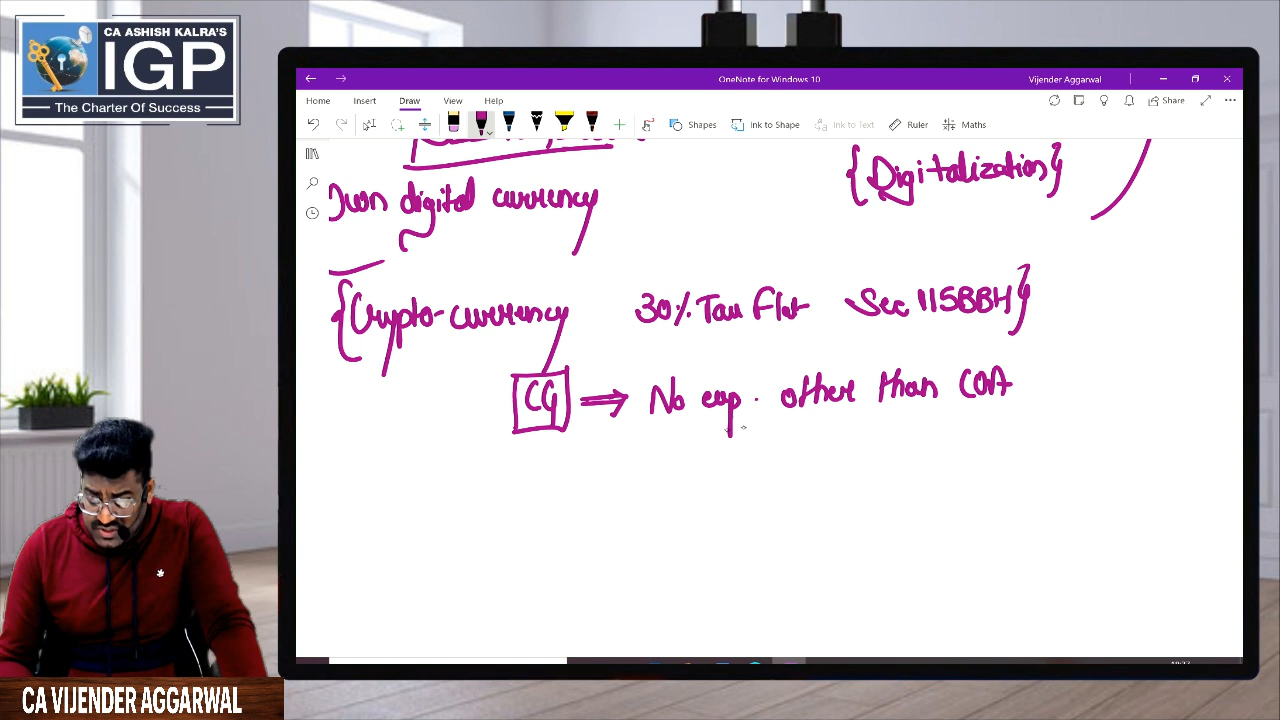 CA ASHISH KALRA'S
IGP
The Charter Of Success
OneNote for Windows 10
Vijender Aggarwal
Home Insert Draw View Help
Share
Shapes Ink to Shape Ink to Text Ruler Maths
{Digitalization}
digital currency
{Crypto-currency 30% Tax Flat Sec 115BBH}
CG ⇒ No exp. other than COA
CA VIJENDER AGGARWAL